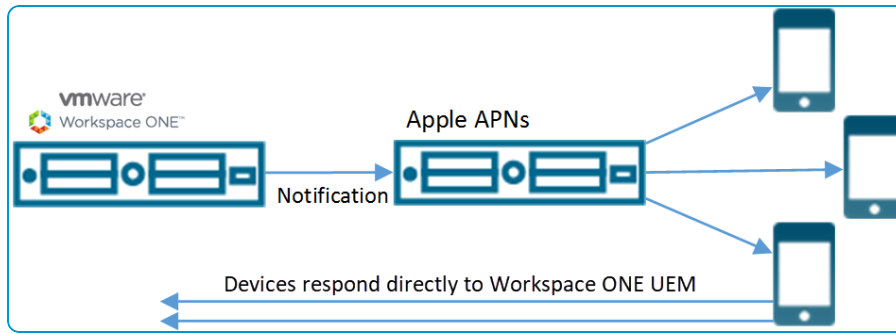 vmware®
Workspace ONE™
Apple APNs
Notification
Devices respond directly to Workspace ONE UEM